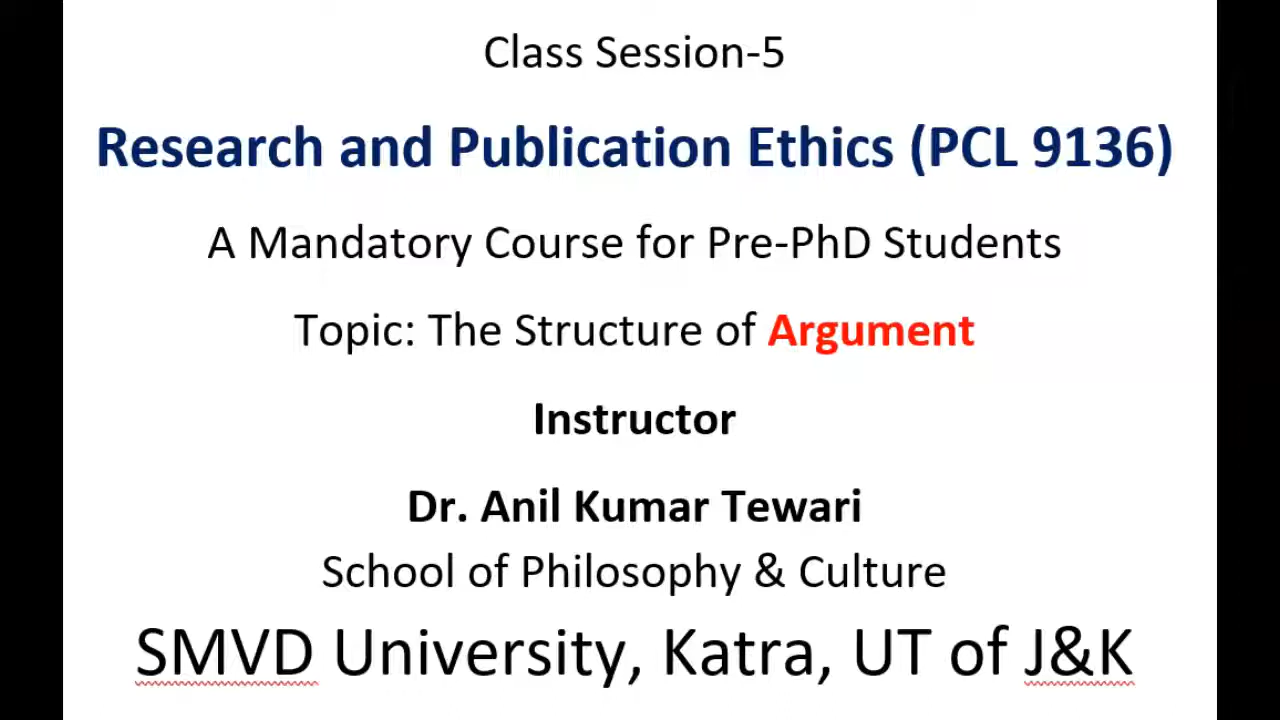 Class Session-5
Research and Publication Ethics (PCL 9136)
A Mandatory Course for Pre-PhD Students
Topic: The Structure of Argument
Instructor
Dr. Anil Kumar Tewari
School of Philosophy & Culture
SMVD University, Katra, UT of J&K